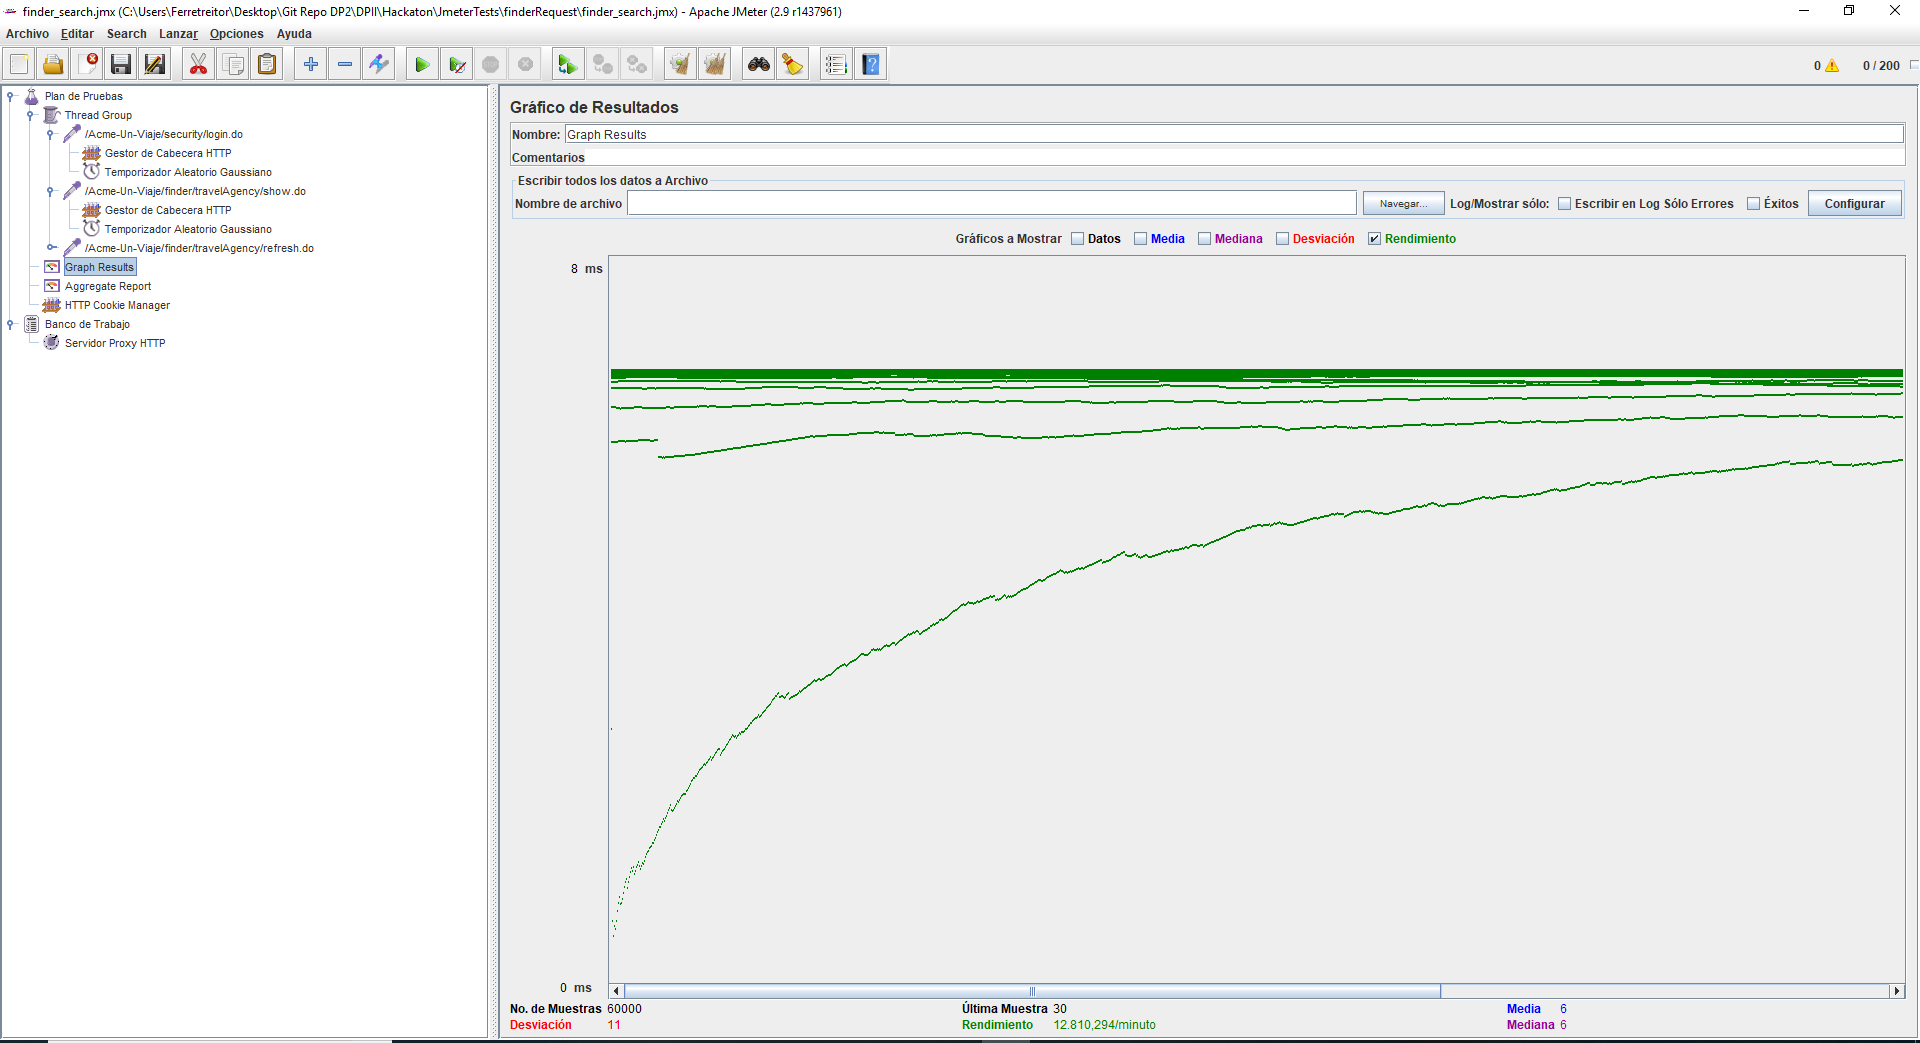 finder_search.jmx (C:\Users\Ferretreitor\Desktop\Git Repo DP2\DPII\Hackaton\JmeterTests\finderRequest\finder_search.jmx) - Apache JMeter (2.9 r1437961)
Archivo Editar Search Lanzar Opciones Ayuda
0 0 / 200
Plan de Pruebas
Thread Group
/Acme-Un-Viaje/security/login.do
Gestor de Cabecera HTTP
Temporizador Aleatorio Gaussiano
/Acme-Un-Viaje/finder/travelAgency/show.do
Gestor de Cabecera HTTP
Temporizador Aleatorio Gaussiano
/Acme-Un-Viaje/finder/travelAgency/refresh.do
Graph Results
Aggregate Report
HTTP Cookie Manager
Banco de Trabajo
Servidor Proxy HTTP
Gráfico de Resultados
Nombre: Graph Results
Comentarios
Escribir todos los datos a Archivo
Nombre de archivo Navegar... Log/Mostrar sólo: Escribir en Log Sólo Errores Éxitos Configurar
Gráficos a Mostrar Datos Media Mediana Desviación Rendimiento
8 ms
0 ms
No. de Muestras 60000 Última Muestra 30 Media 6
Desviación 11 Rendimiento 12.810,294/minuto Mediana 6